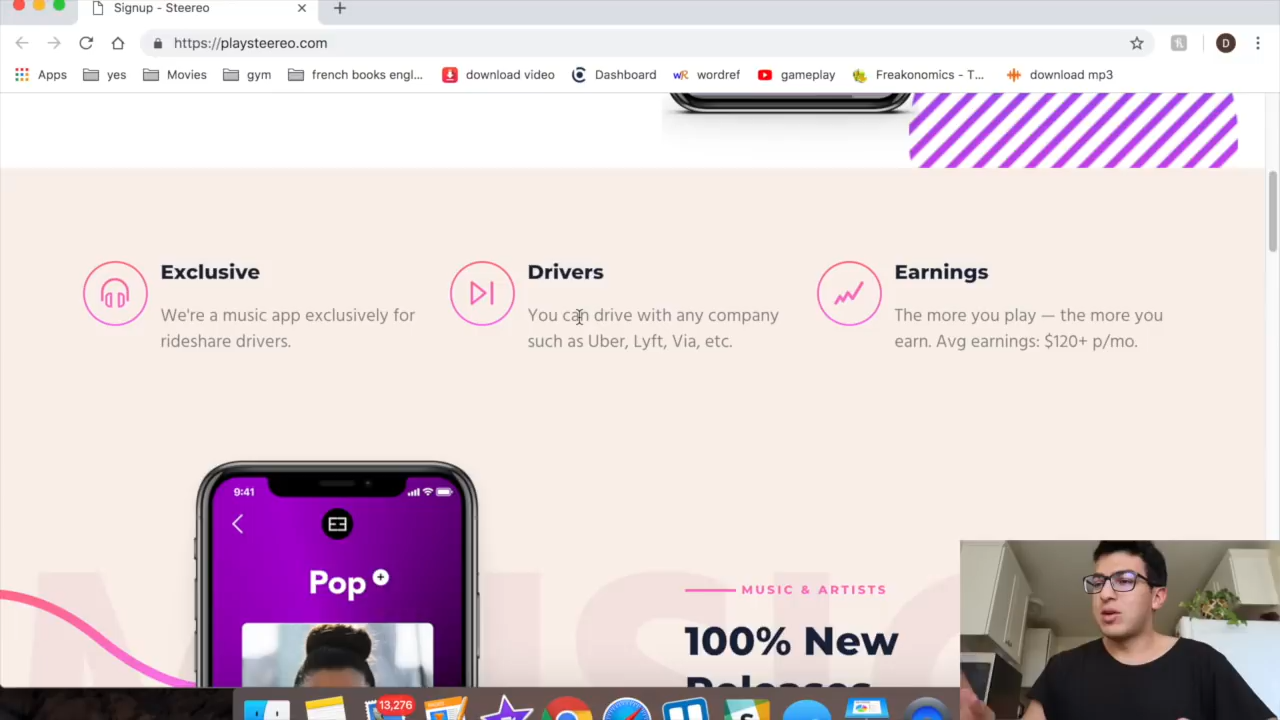 Signup - Steereo
https://playsteereo.com
D
Apps yes Movies gym french books engl... download video Dashboard wordref gameplay Freakonomics - T... download mp3
Exclusive
We're a music app exclusively for
rideshare drivers.
Drivers
You can drive with any company
such as Uber, Lyft, Via, etc.
Earnings
The more you play — the more you
earn. Avg earnings: $120+ p/mo.
9:41
Pop
MUSIC
MUSIC & ARTISTS
100% New
Releases
13,276